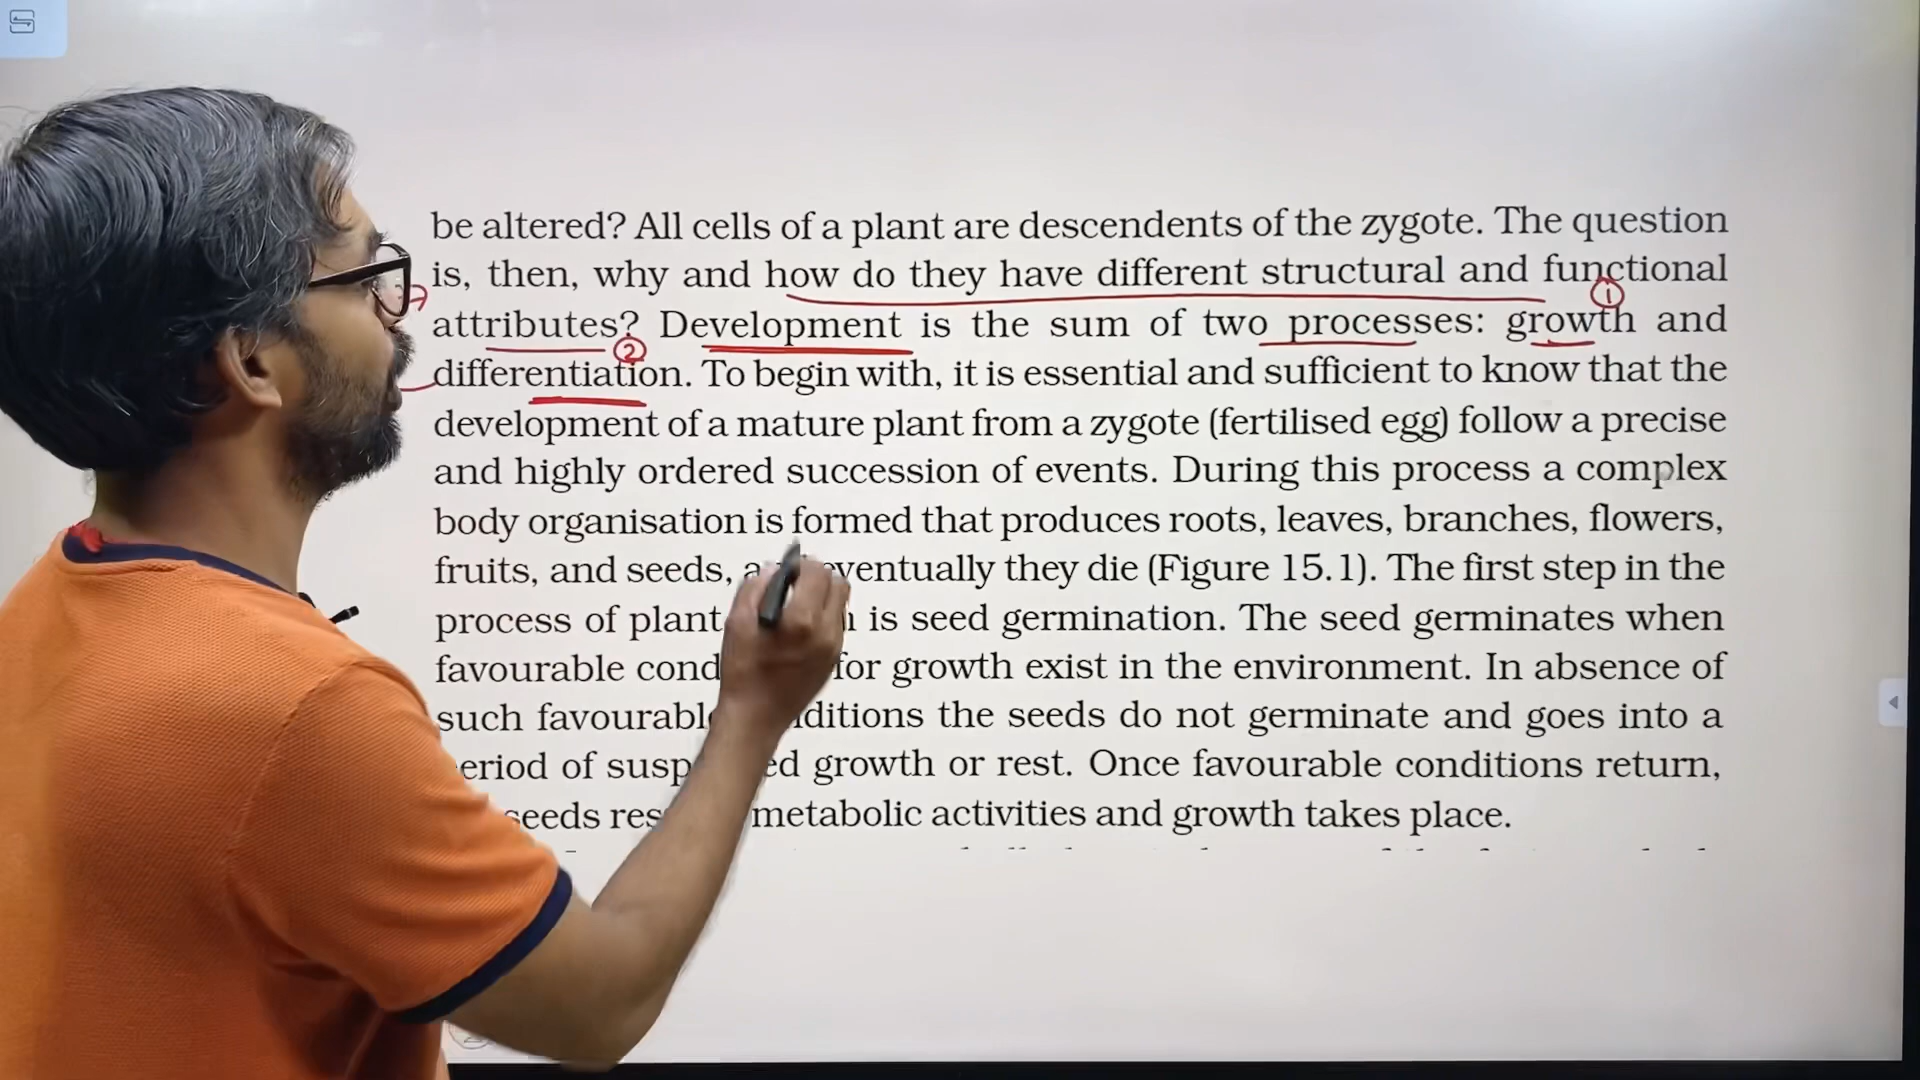 be altered? All cells of a plant are descendents of the zygote. The question
is, then, why and how do they have different structural and functional
1
attributes? Development is the sum of two processes: growth and
2
differentiation. To begin with, it is essential and sufficient to know that the
development of a mature plant from a zygote (fertilised egg) follow a precise
and highly ordered succession of events. During this process a complex
body organisation is formed that produces roots, leaves, branches, flowers,
fruits, and seeds, eventually they die (Figure 15.1). The first step in the
process of plant is seed germination. The seed germinates when
favourable for growth exist in the environment. In absence of
such the seeds do not germinate and goes into a
of growth or rest. Once favourable conditions return,
seeds metabolic activities and growth takes place.